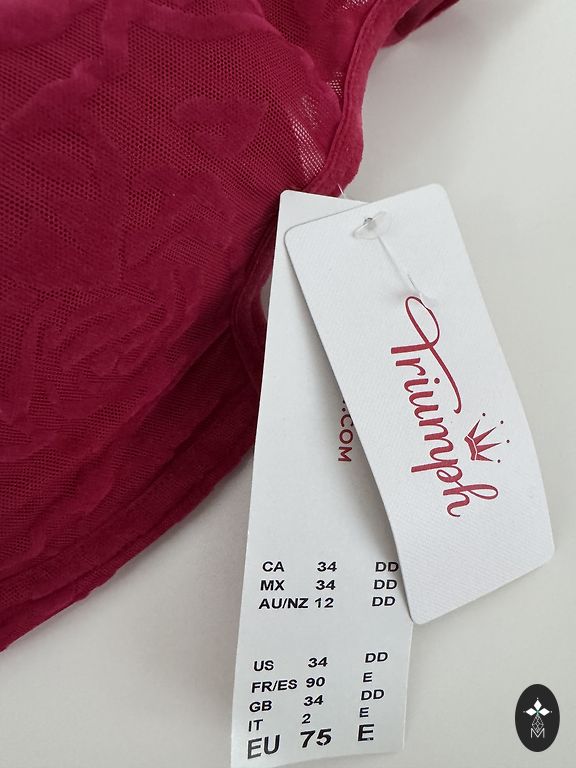 Triumph
.COM
CA 34 DD
MX 34 DD
AU/NZ 12 DD
US 34 DD
FR/ES 90 E
GB 34 DD
IT 2 E
EU 75 E